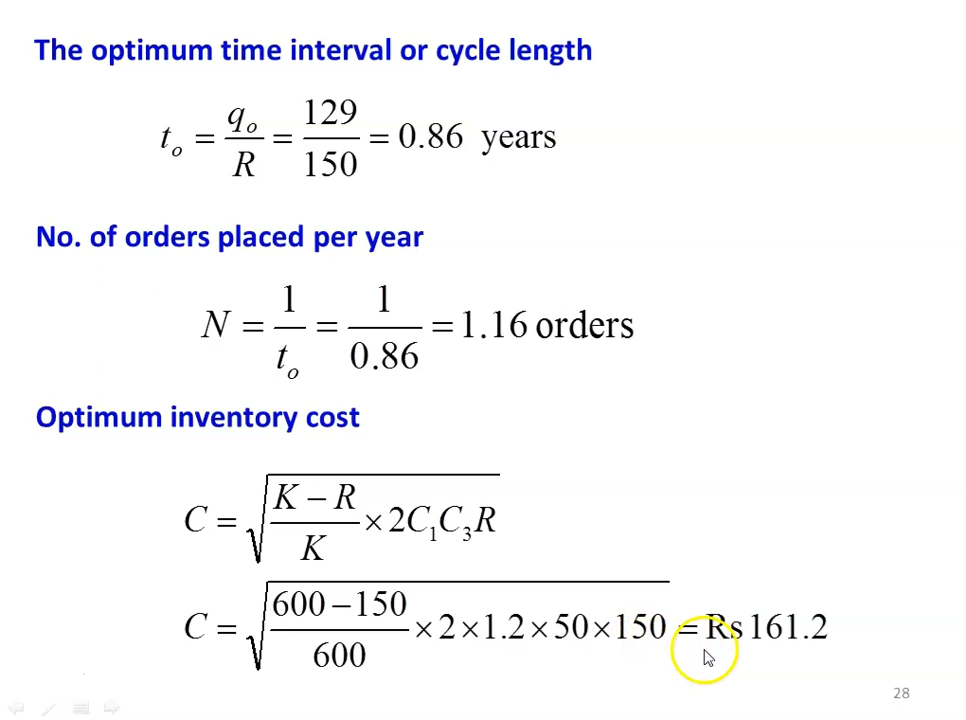 The optimum time interval or cycle length
t_o = q_o / R = 129 / 150 = 0.86 years
No. of orders placed per year
N = 1 / t_o = 1 / 0.86 = 1.16 orders
Optimum inventory cost
C = √((K − R) / K × 2C₁C₃R)
C = √((600 − 150) / 600 × 2 × 1.2 × 50 × 150) = Rs 161.2
28